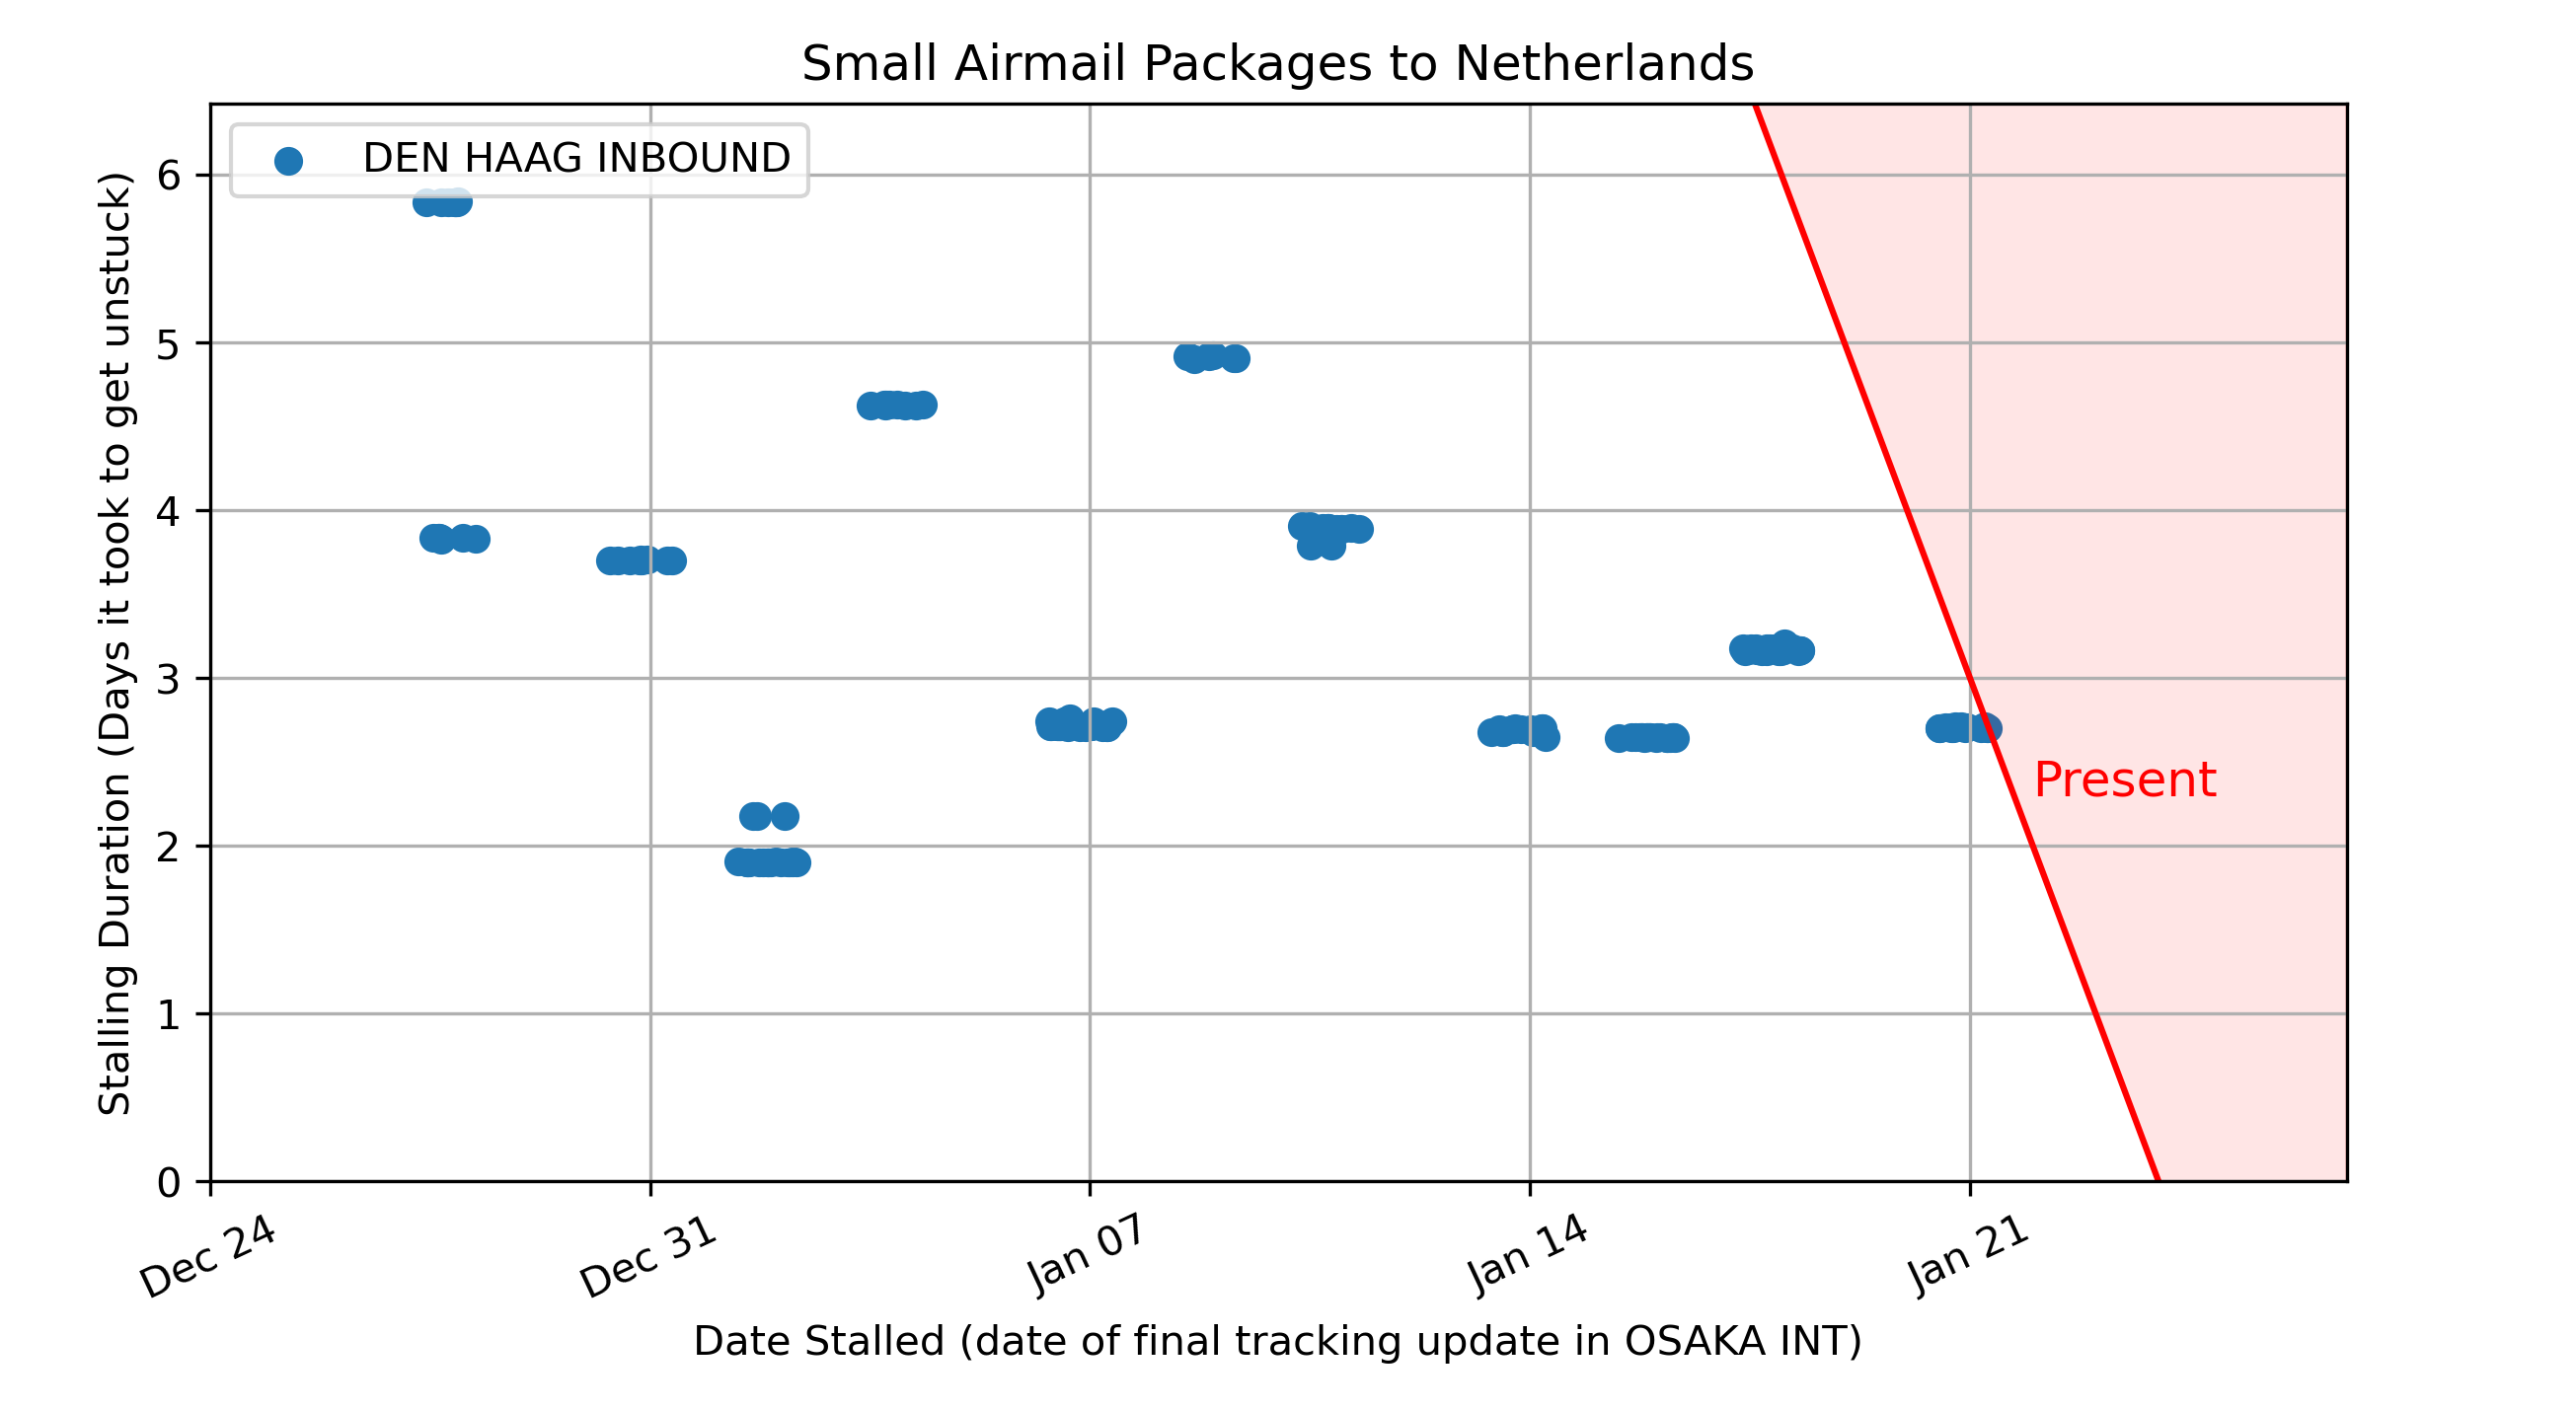 Small Airmail Packages to Netherlands
DEN HAAG INBOUND
Stalling Duration (Days it took to get unstuck)
6
5
4
3
2
1
0
Present
Dec 24
Dec 31
Jan 07
Jan 14
Jan 21
Date Stalled (date of final tracking update in OSAKA INT)